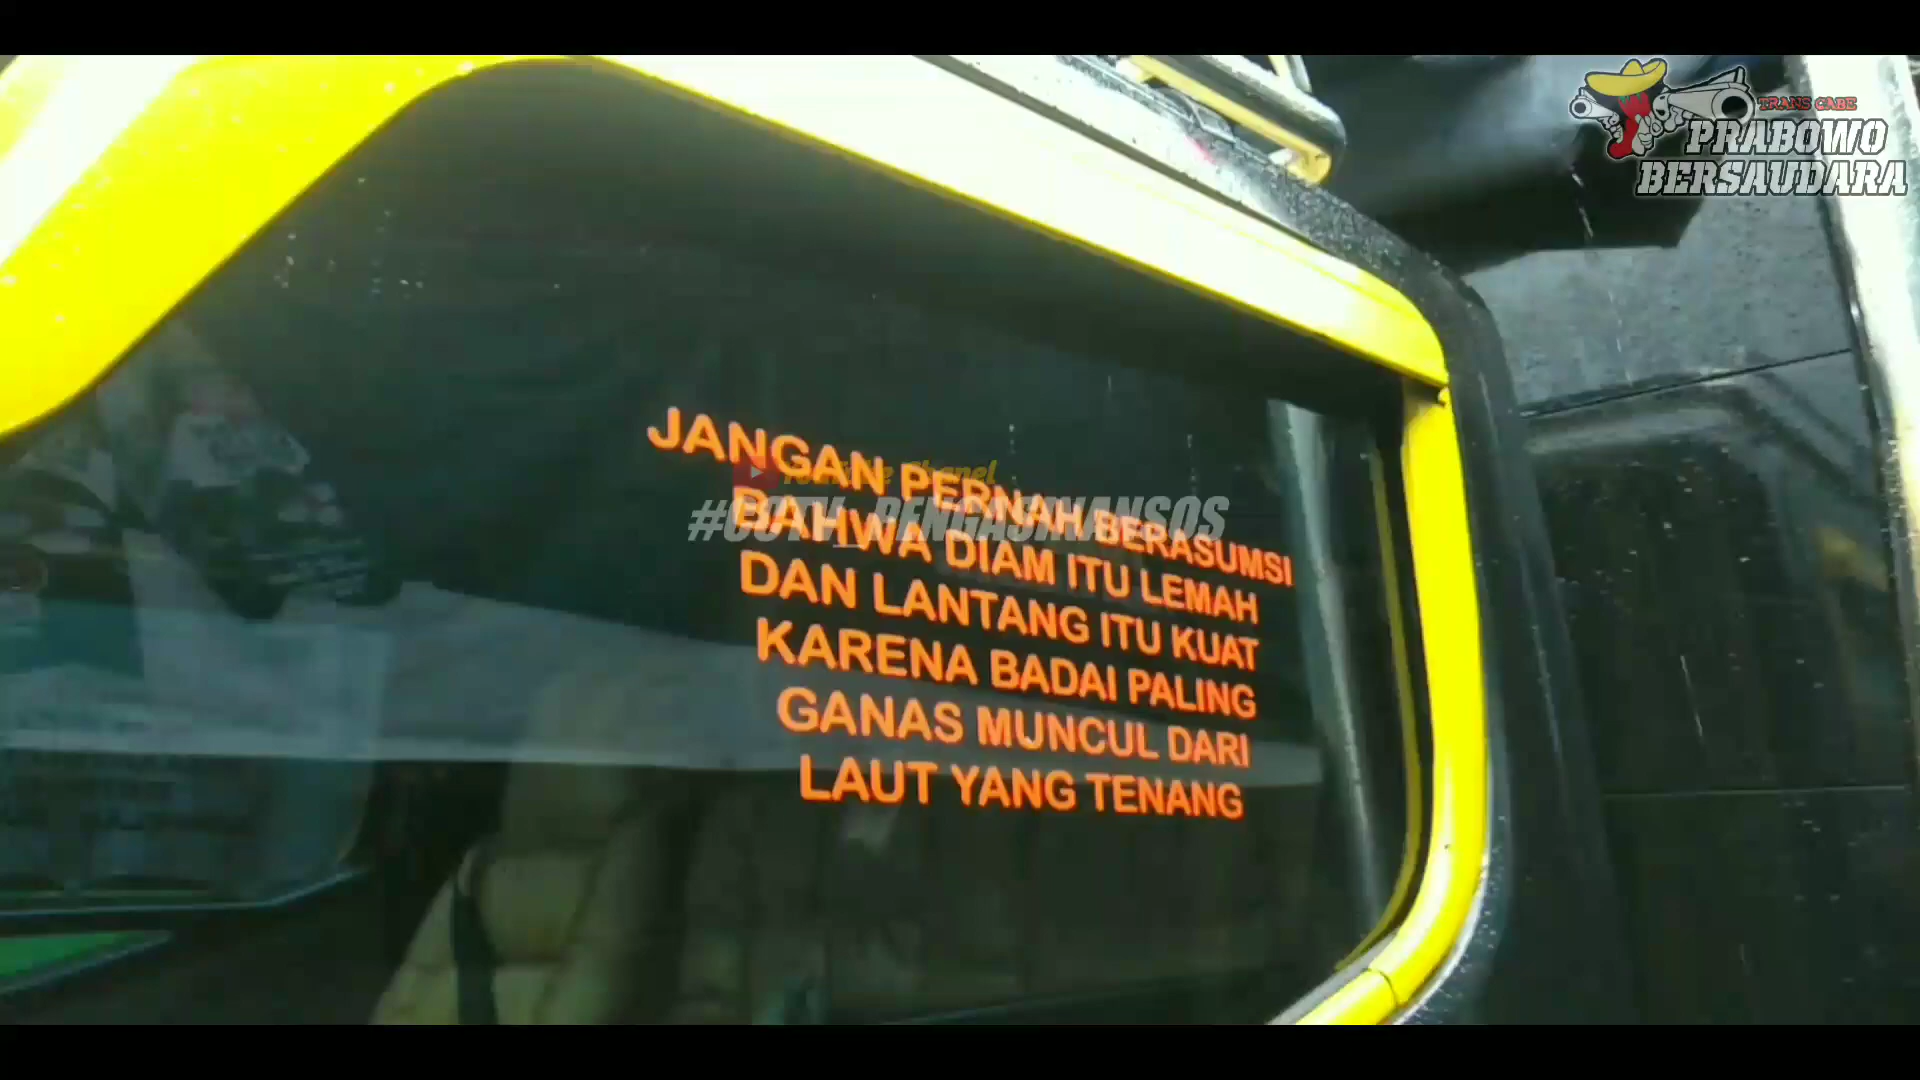 TRANS CABE
PRABOWO
BERSAUDARA
JANGAN PERNAH BERASUMSI
BAHWA DIAM ITU LEMAH
DAN LANTANG ITU KUAT
KARENA BADAI PALING
GANAS MUNCUL DARI
LAUT YANG TENANG
Chanel